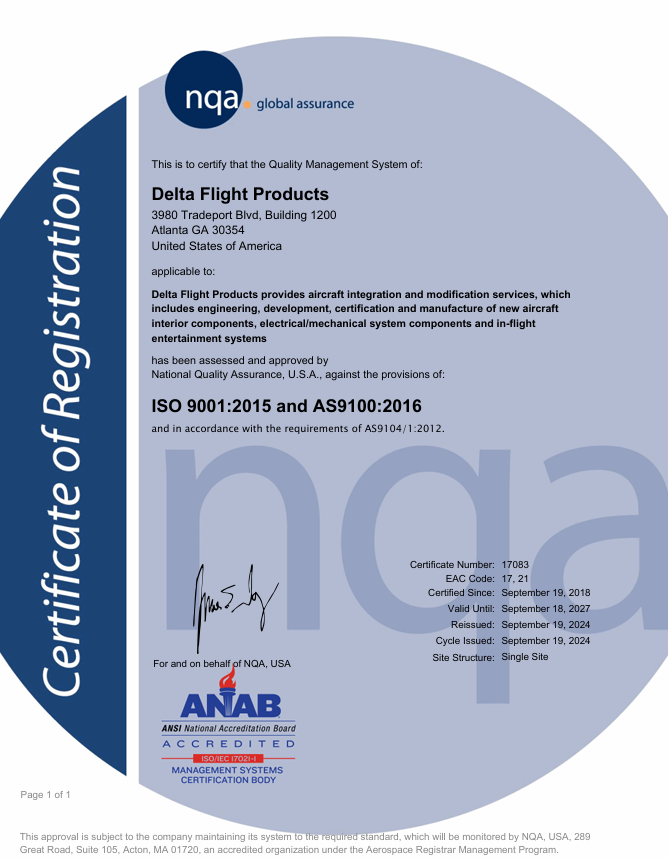 nqa.
global assurance
Certificate of Registration
This is to certify that the Quality Management System of:
Delta Flight Products
3980 Tradeport Blvd, Building 1200
Atlanta GA 30354
United States of America
applicable to:
Delta Flight Products provides aircraft integration and modification services, which
includes engineering, development, certification and manufacture of new aircraft
interior components, electrical/mechanical system components and in-flight
entertainment systems
has been assessed and approved by
National Quality Assurance, U.S.A., against the provisions of:
ISO 9001:2015 and AS9100:2016
and in accordance with the requirements of AS9104/1:2012.
nqa
Certificate Number: 17083
EAC Code: 17, 21
Certified Since: September 19, 2018
Valid Until: September 18, 2027
Reissued: September 19, 2024
Cycle Issued: September 19, 2024
Site Structure: Single Site
For and on behalf of NQA, USA
ANAB
ANSI National Accreditation Board
ACCREDITED
ISO/IEC 17021-1
MANAGEMENT SYSTEMS
CERTIFICATION BODY
Page 1 of 1
This approval is subject to the company maintaining its system to the required standard, which will be monitored by NQA, USA, 289
Great Road, Suite 105, Acton, MA 01720, an accredited organization under the Aerospace Registrar Management Program.